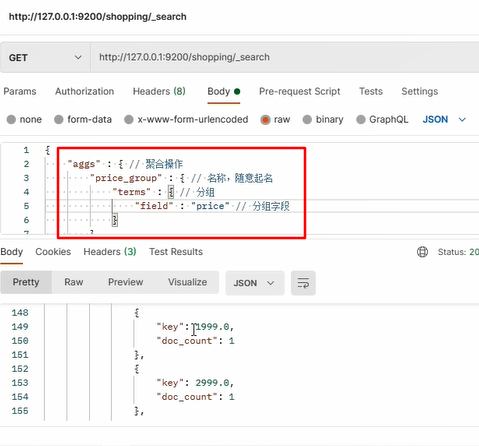 http://127.0.0.1:9200/shopping/_search
GET http://127.0.0.1:9200/shopping/_search
Params Authorization Headers (8) Body Pre-request Script Tests Settings
none form-data x-www-form-urlencoded raw binary GraphQL JSON
1 {
2 "aggs" : { // 聚合操作
3 "price_group" : { // 名称，随意起名
4 "terms" : { // 分组
5 "field" : "price" // 分组字段
6 }
7 }
Body Cookies Headers (3) Test Results Status: 20
Pretty Raw Preview Visualize JSON
148 {
149 "key": 1999.0,
150 "doc_count": 1
151 },
152 {
153 "key": 2999.0,
154 "doc_count": 1
155 },